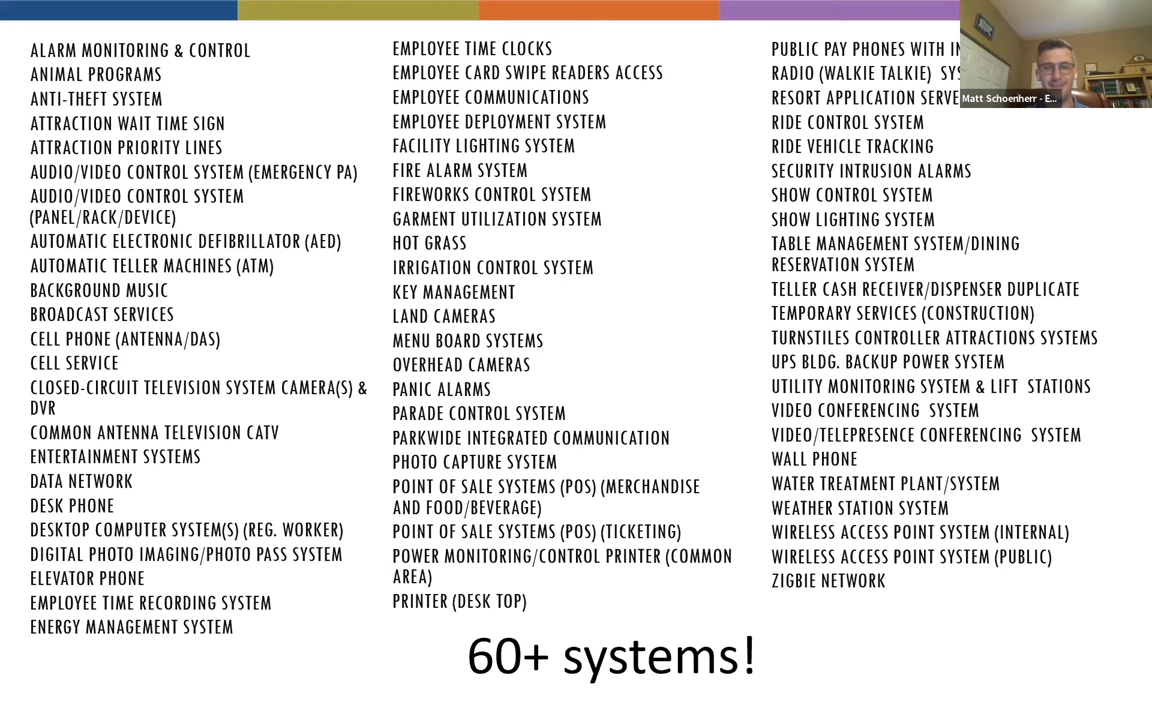 ALARM MONITORING & CONTROL
ANIMAL PROGRAMS
ANTI-THEFT SYSTEM
ATTRACTION WAIT TIME SIGN
ATTRACTION PRIORITY LINES
AUDIO/VIDEO CONTROL SYSTEM (EMERGENCY PA)
AUDIO/VIDEO CONTROL SYSTEM
(PANEL/RACK/DEVICE)
AUTOMATIC ELECTRONIC DEFIBRILLATOR (AED)
AUTOMATIC TELLER MACHINES (ATM)
BACKGROUND MUSIC
BROADCAST SERVICES
CELL PHONE (ANTENNA/DAS)
CELL SERVICE
CLOSED-CIRCUIT TELEVISION SYSTEM CAMERA(S) &
DVR
COMMON ANTENNA TELEVISION CATV
ENTERTAINMENT SYSTEMS
DATA NETWORK
DESK PHONE
DESKTOP COMPUTER SYSTEM(S) (REG. WORKER)
DIGITAL PHOTO IMAGING/PHOTO PASS SYSTEM
ELEVATOR PHONE
EMPLOYEE TIME RECORDING SYSTEM
ENERGY MANAGEMENT SYSTEM
EMPLOYEE TIME CLOCKS
EMPLOYEE CARD SWIPE READERS ACCESS
EMPLOYEE COMMUNICATIONS
EMPLOYEE DEPLOYMENT SYSTEM
FACILITY LIGHTING SYSTEM
FIRE ALARM SYSTEM
FIREWORKS CONTROL SYSTEM
GARMENT UTILIZATION SYSTEM
HOT GRASS
IRRIGATION CONTROL SYSTEM
KEY MANAGEMENT
LAND CAMERAS
MENU BOARD SYSTEMS
OVERHEAD CAMERAS
PANIC ALARMS
PARADE CONTROL SYSTEM
PARKWIDE INTEGRATED COMMUNICATION
PHOTO CAPTURE SYSTEM
POINT OF SALE SYSTEMS (POS) (MERCHANDISE
AND FOOD/BEVERAGE)
POINT OF SALE SYSTEMS (POS) (TICKETING)
POWER MONITORING/CONTROL PRINTER (COMMON
AREA)
PRINTER (DESK TOP)
PUBLIC PAY PHONES WITH
RADIO (WALKIE TALKIE)
RESORT APPLICATION
RIDE CONTROL SYSTEM
RIDE VEHICLE TRACKING
SECURITY INTRUSION ALARMS
SHOW CONTROL SYSTEM
SHOW LIGHTING SYSTEM
TABLE MANAGEMENT SYSTEM/DINING
RESERVATION SYSTEM
TELLER CASH RECEIVER/DISPENSER DUPLICATE
TEMPORARY SERVICES (CONSTRUCTION)
TURNSTILES CONTROLLER ATTRACTIONS SYSTEMS
UPS BLDG. BACKUP POWER SYSTEM
UTILITY MONITORING SYSTEM & LIFT STATIONS
VIDEO CONFERENCING SYSTEM
VIDEO/TELEPRESENCE CONFERENCING SYSTEM
WALL PHONE
WATER TREATMENT PLANT/SYSTEM
WEATHER STATION SYSTEM
WIRELESS ACCESS POINT SYSTEM (INTERNAL)
WIRELESS ACCESS POINT SYSTEM (PUBLIC)
ZIGBIE NETWORK
60+ systems!
Matt Schoenherr - E...